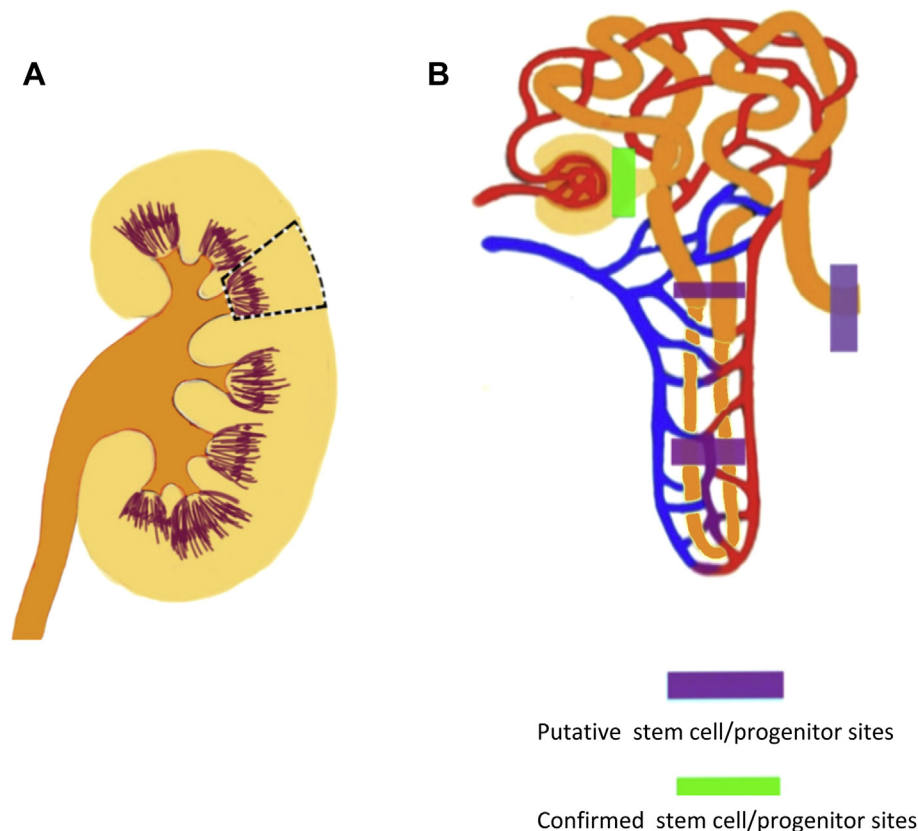 A
B
Putative stem cell/progenitor sites
Confirmed stem cell/progenitor sites